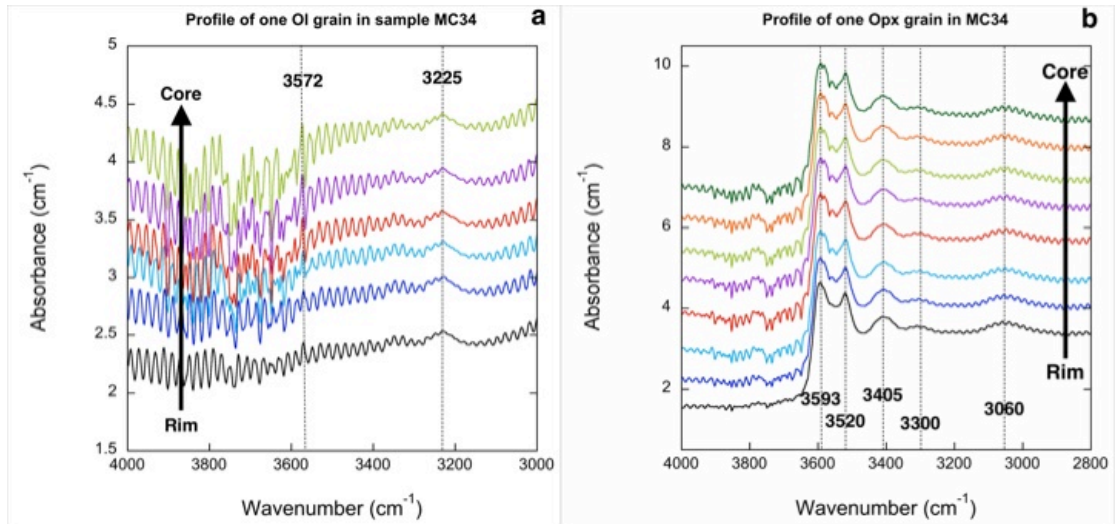 Profile of one Ol grain in sample MC34
a
5
4.5
4
3.5
3
2.5
2
1.5
Absorbance (cm-1)
3572
3225
Core
Rim
4000
3800
3600
3400
3200
3000
Wavenumber (cm-1)
Profile of one Opx grain in MC34
b
10
8
6
4
2
Absorbance (cm-1)
Core
Rim
3593
3520
3405
3300
3060
4000
3800
3600
3400
3200
3000
2800
Wavenumber (cm-1)